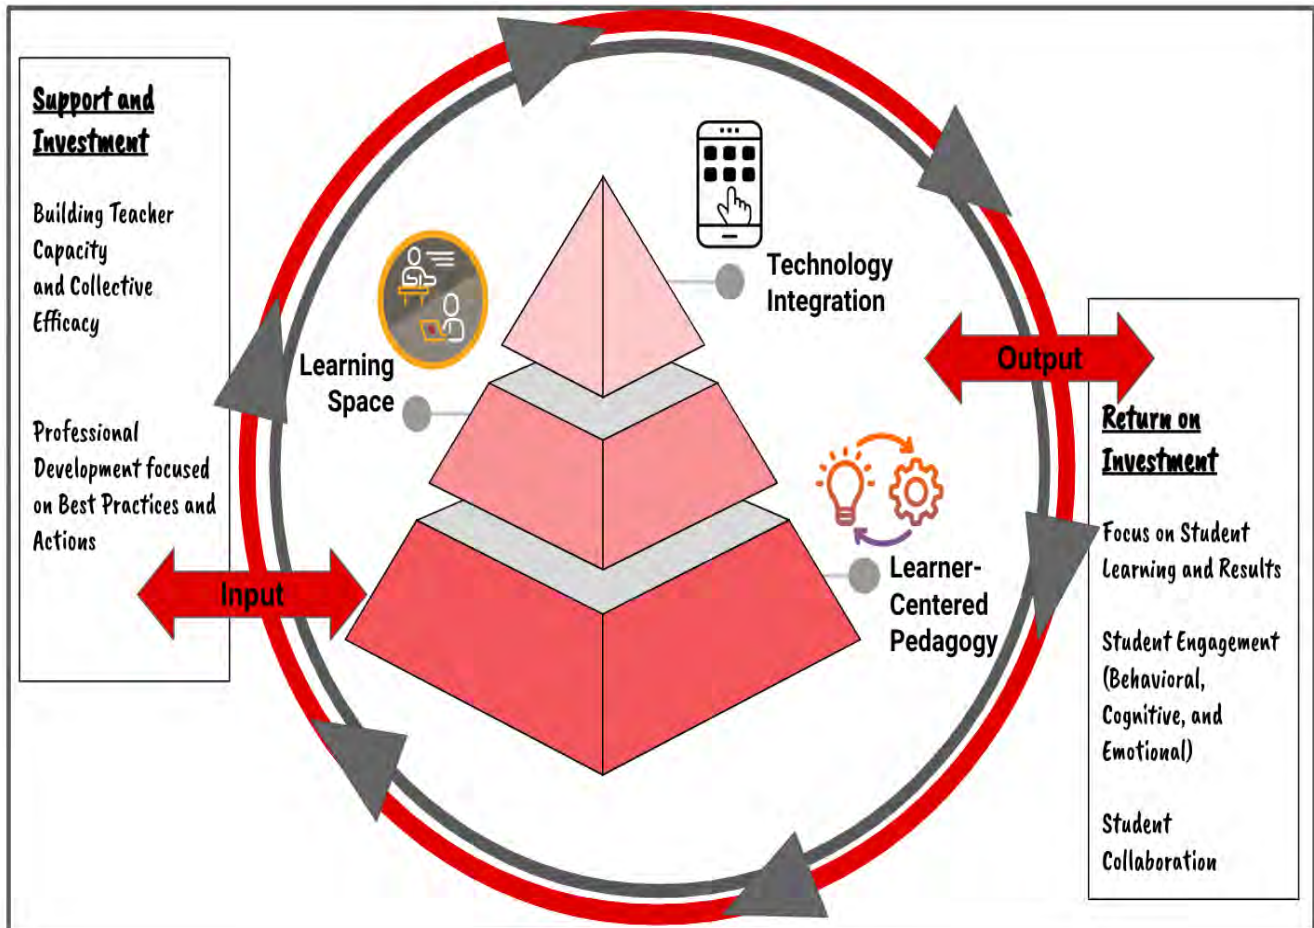 Support and
Investment
Building Teacher
Capacity
and Collective
Efficacy
Professional
Development focused
on Best Practices and
Actions
Input
Learning
Space
Technology
Integration
Learner-
Centered
Pedagogy
Output
Return on
Investment
Focus on Student
Learning and Results
Student Engagement
(Behavioral,
Cognitive, and
Emotional)
Student
Collaboration